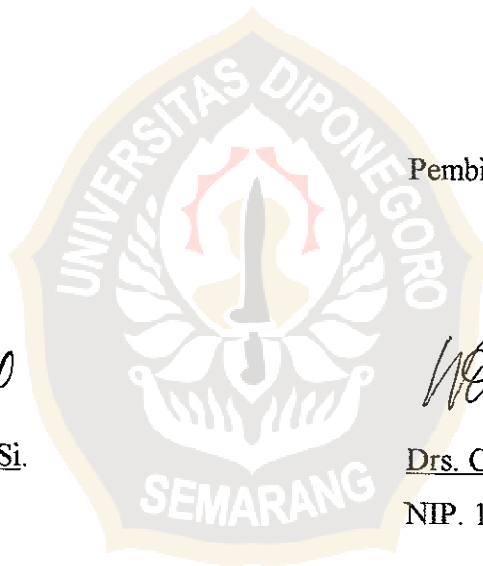 UNIVERSITAS DIPONEGORO
Pembi
Si.
Drs. C
NIP. 1
SEMARANG